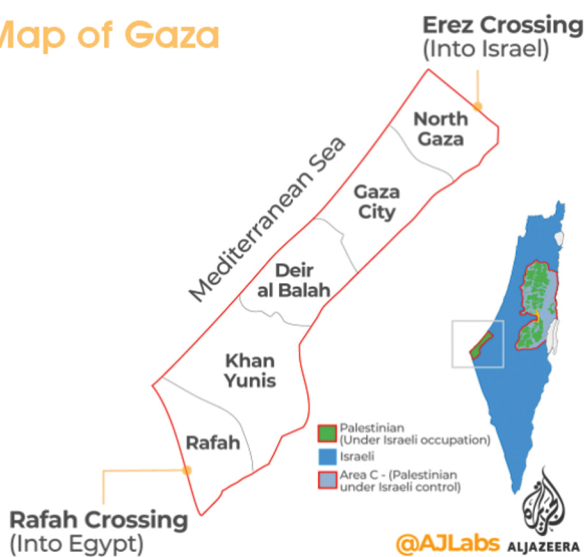 Map of Gaza
Erez Crossing
(Into Israel)
North
Gaza
Mediterranean Sea
Gaza
City
Deir
al Balah
Khan
Yunis
Rafah
Palestinian
(Under Israeli occupation)
Israeli
Area C - (Palestinian
under Israeli control)
Rafah Crossing
(Into Egypt)
@AJLabs
الجزيرة
ALJAZEERA